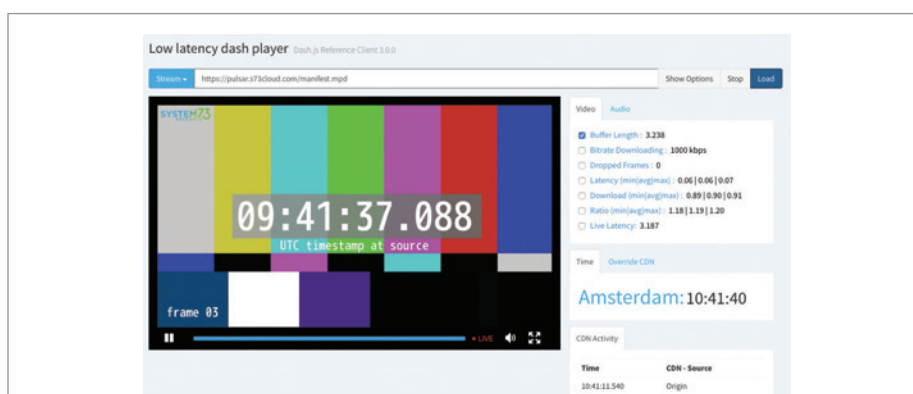 Low latency dash player Dash.js Reference Client 3.0.0
Stream https://pulsar.s73cloud.com/manifest.mpd Show Options Stop Load
SYSTEM73
09:41:37.088
UTC timestamp at source
frame 03
LIVE
Video Audio
Buffer Length : 3.238
Bitrate Downloading : 1000 kbps
Dropped Frames : 0
Latency (min|avg|max) : 0.06 | 0.06 | 0.07
Download (min|avg|max) : 0.89 | 0.90 | 0.91
Ratio (min|avg|max) : 1.18 | 1.19 | 1.20
Live Latency: 3.187
Time Override CDN
Amsterdam: 10:41:40
CDN Activity
Time CDN - Source
10:41:11.540 Origin